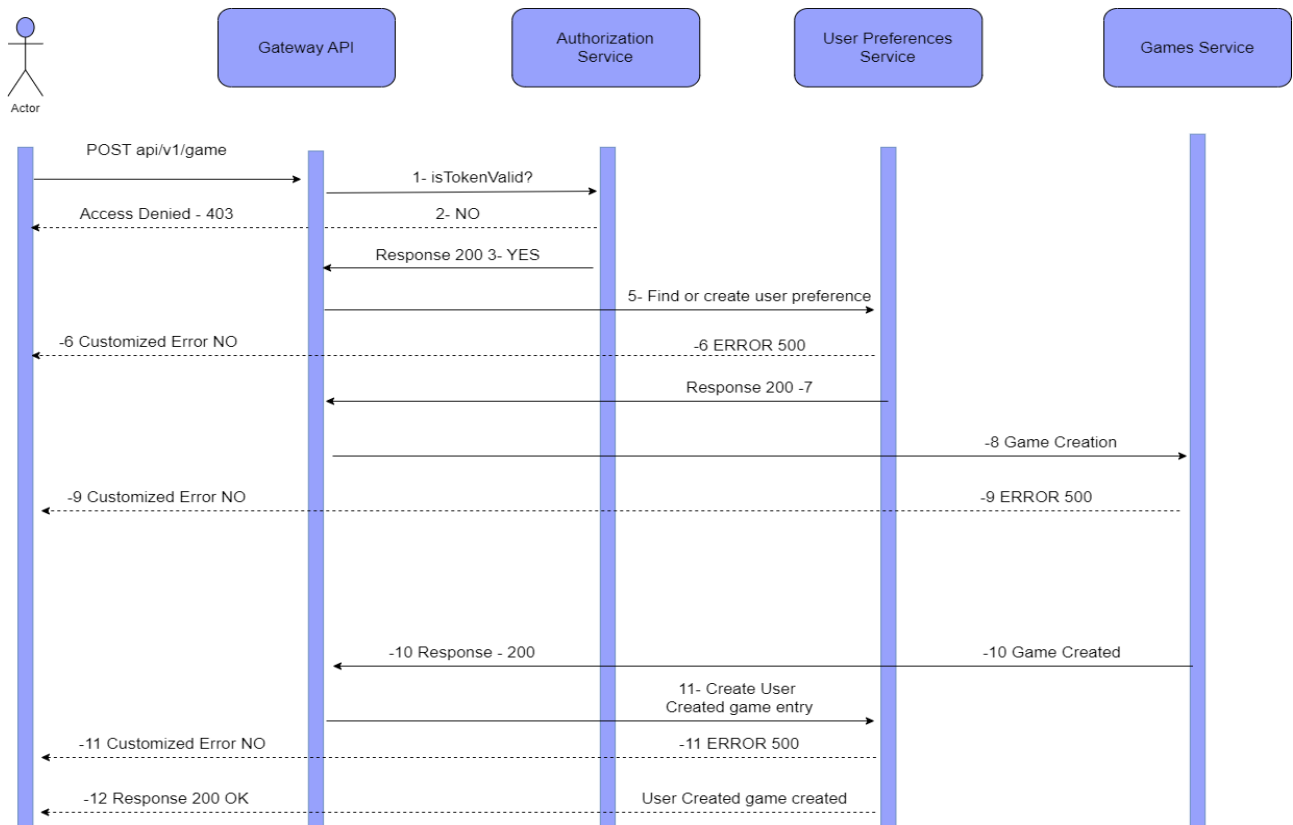 Gateway API
Authorization
Service
User Preferences
Service
Games Service
Actor
POST api/v1/game
1- isTokenValid?
Access Denied - 403
2- NO
Response 200 3- YES
5- Find or create user preference
-6 Customized Error NO
-6 ERROR 500
Response 200 -7
-8 Game Creation
-9 Customized Error NO
-9 ERROR 500
-10 Response - 200
-10 Game Created
11- Create User
Created game entry
-11 Customized Error NO
-11 ERROR 500
-12 Response 200 OK
User Created game created